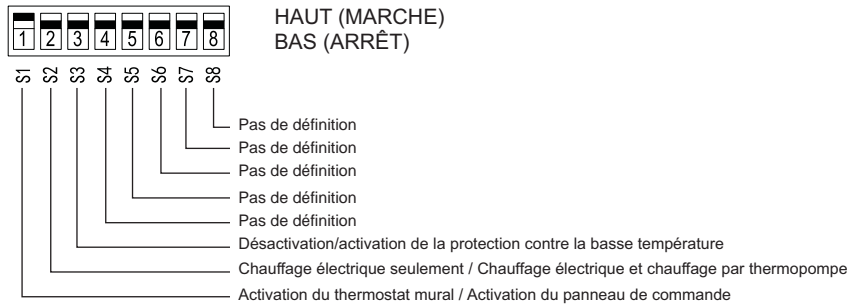 HAUT (MARCHE)
BAS (ARRÊT)
1 2 3 4 5 6 7 8
S1 S2 S3 S4 S5 S6 S7 S8
Pas de définition
Pas de définition
Pas de définition
Pas de définition
Pas de définition
Désactivation/activation de la protection contre la basse température
Chauffage électrique seulement / Chauffage électrique et chauffage par thermopompe
Activation du thermostat mural / Activation du panneau de commande